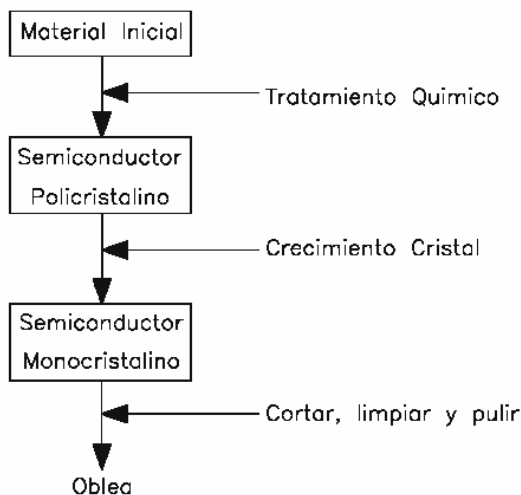 Material Inicial
Tratamiento Quimico
Semiconductor
Policristalino
Crecimiento Cristal
Semiconductor
Monocristalino
Cortar, limpiar y pulir
Oblea